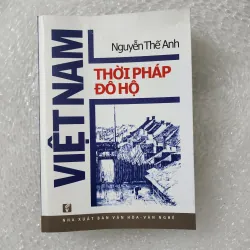 Nguyễn Thế Anh
VIỆT NAM
THỜI PHÁP
ĐÔ HỘ
NHÀ XUẤT BẢN VĂN HÓA-VĂN NGHỆ